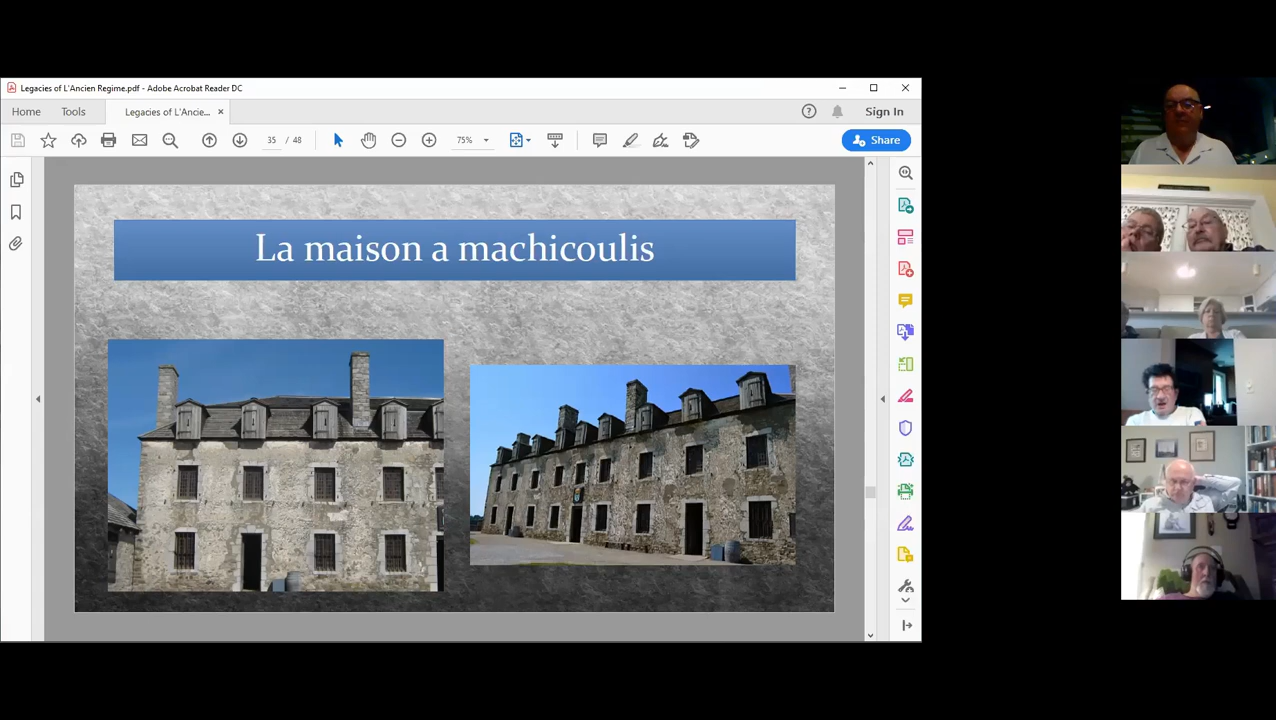 Legacies of L'Ancien Regime.pdf - Adobe Acrobat Reader DC
Home Tools Legacies of L'Ancie... Sign In
35 / 48 75% Share
La maison a machicoulis